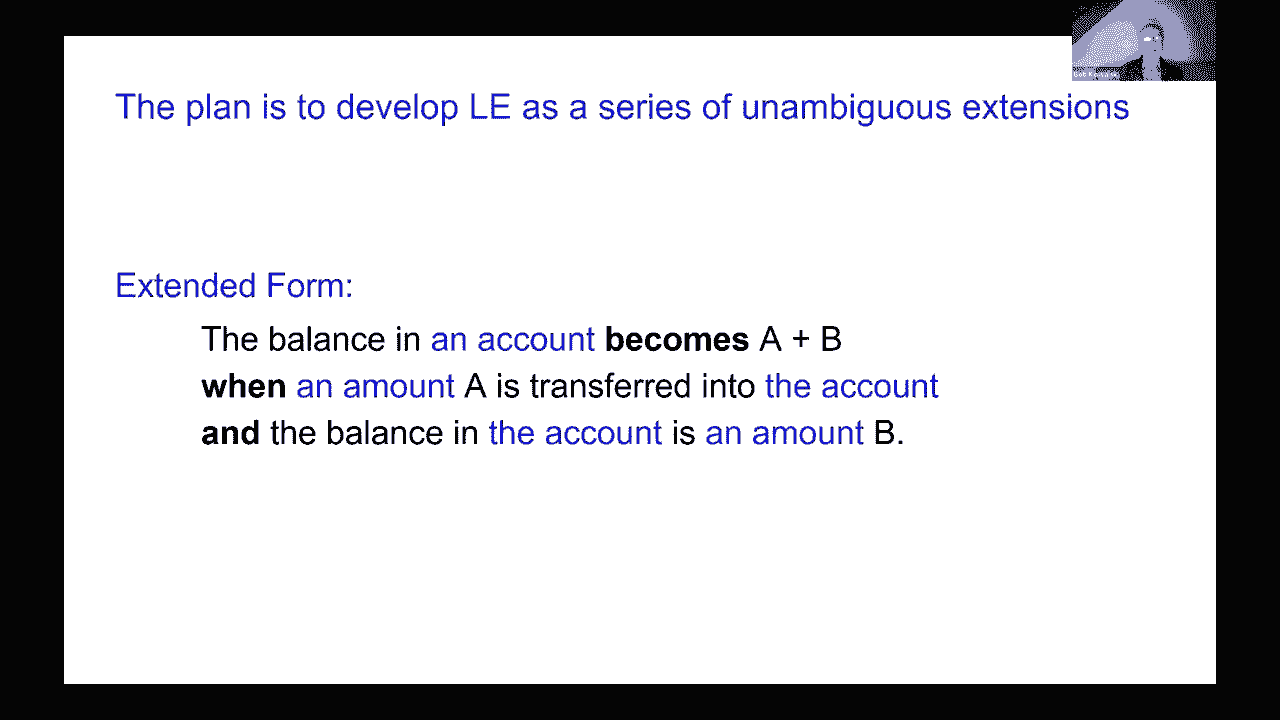 The plan is to develop LE as a series of unambiguous extensions
Extended Form:
The balance in an account becomes A + B
when an amount A is transferred into the account
and the balance in the account is an amount B.